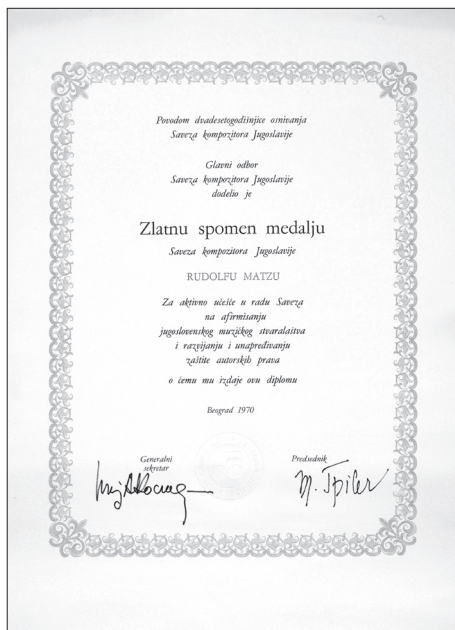 Povodom dvadesetogodišnjice osnivanja
Saveza kompozitora Jugoslavije
Glavni odbor
Saveza kompozitora Jugoslavije
dodelio je
Zlatnu spomen medalju
Saveza kompozitora Jugoslavije
RUDOLFU MATZU
Za aktivno učešće u radu Saveza
na afirmisanju
jugoslovenskog muzičkog stvaralaštva
i razvijanju i unapređivanju
zaštite autorskih prava
o čemu mu izdaje ovu diplomu
Beograd 1970
Generalni
sekretar
Predsednik
M. Špiler